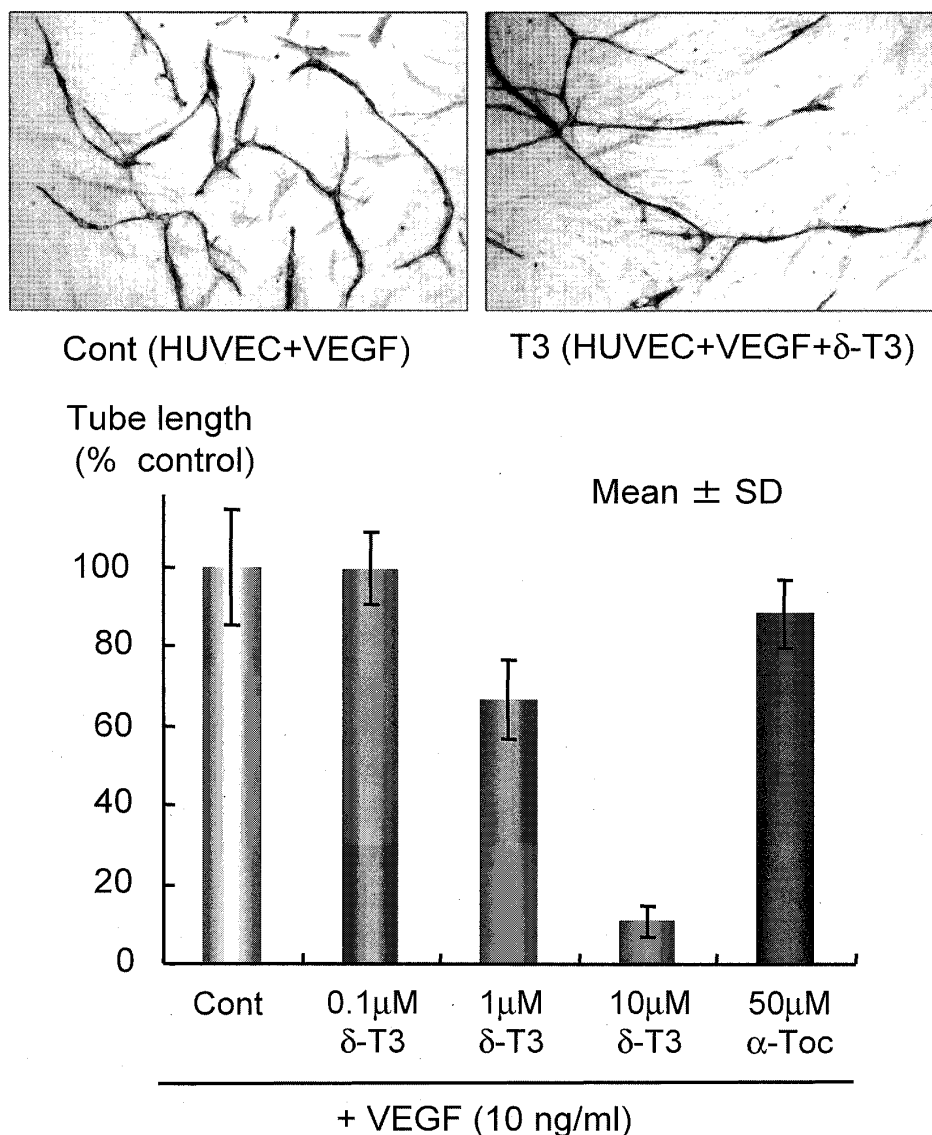 Cont (HUVEC+VEGF)
T3 (HUVEC+VEGF+δ-T3)
Tube length
(% control)
Mean ± SD
100
80
60
40
20
0
Cont
0.1μM
δ-T3
1μM
δ-T3
10μM
δ-T3
50μM
α-Toc
+ VEGF (10 ng/ml)